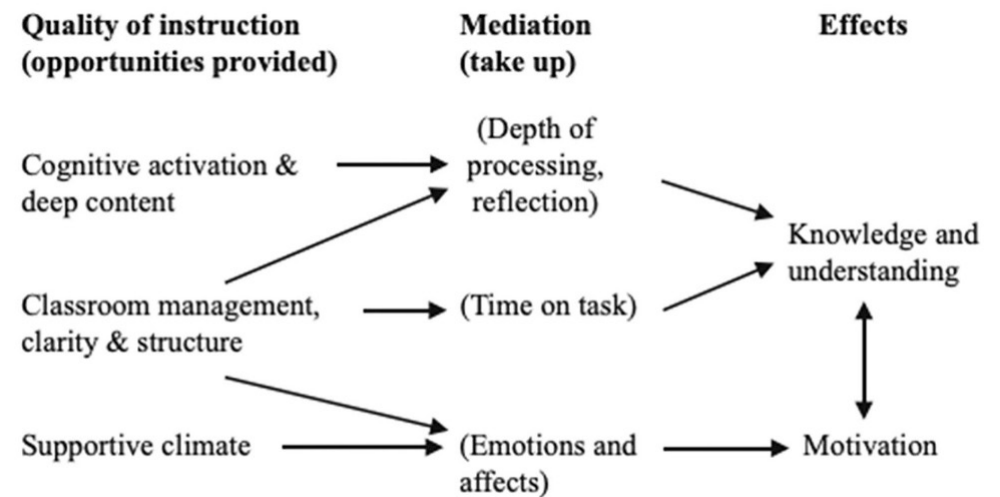 Quality of instruction
(opportunities provided)
Mediation
(take up)
Effects
Cognitive activation &
deep content
(Depth of
processing,
reflection)
Knowledge and
understanding
Classroom management,
clarity & structure
(Time on task)
Supportive climate
(Emotions and
affects)
Motivation